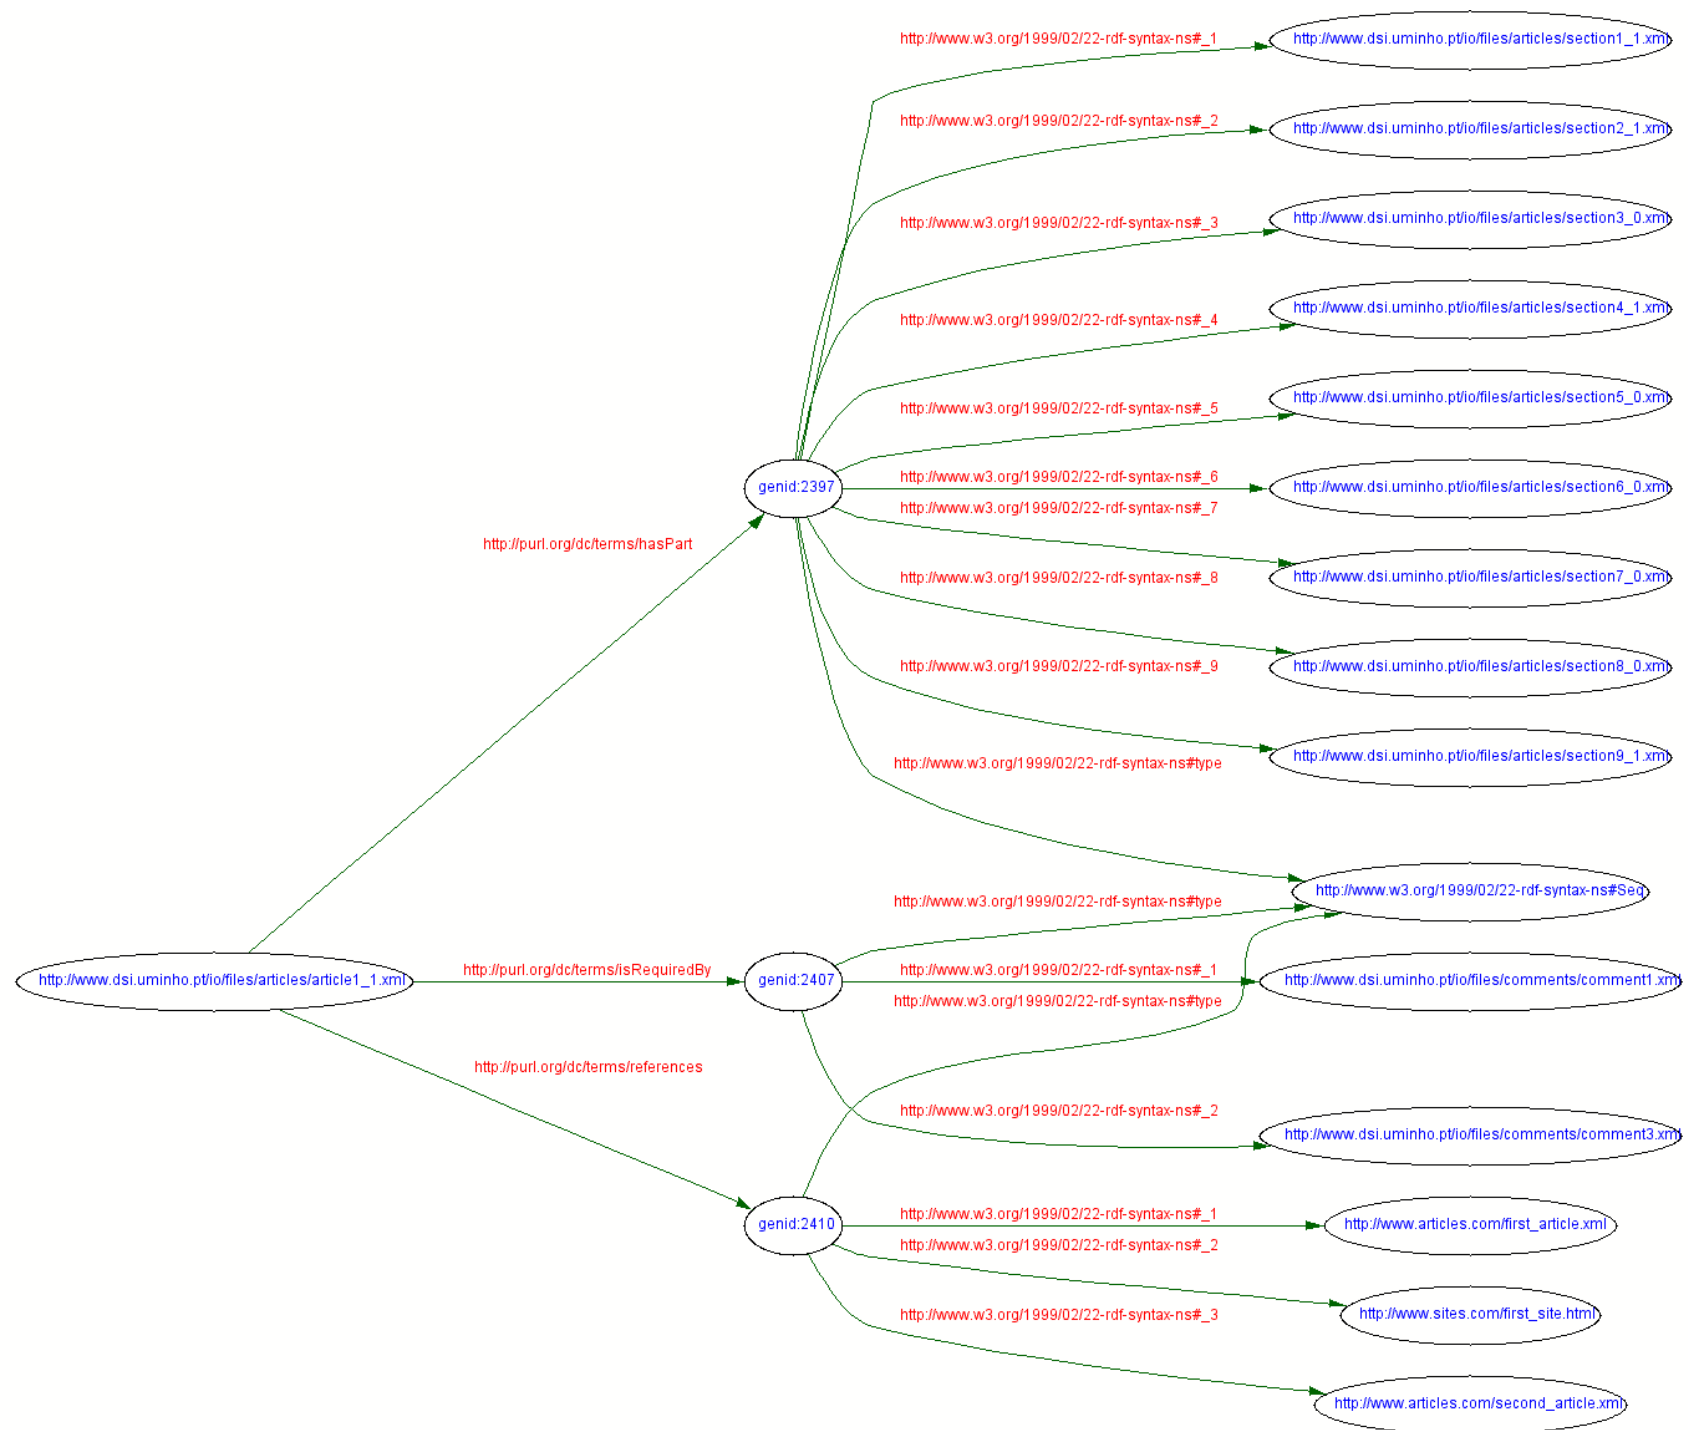 http://www.w3.org/1999/02/22-rdf-syntax-ns#_1
http://www.dsi.uminho.pt/io/files/articles/section1_1.xml
http://www.w3.org/1999/02/22-rdf-syntax-ns#_2
http://www.dsi.uminho.pt/io/files/articles/section2_1.xml
http://www.w3.org/1999/02/22-rdf-syntax-ns#_3
http://www.dsi.uminho.pt/io/files/articles/section3_0.xml
http://www.w3.org/1999/02/22-rdf-syntax-ns#_4
http://www.dsi.uminho.pt/io/files/articles/section4_1.xml
http://www.w3.org/1999/02/22-rdf-syntax-ns#_5
http://www.dsi.uminho.pt/io/files/articles/section5_0.xml
genid:2397
http://www.w3.org/1999/02/22-rdf-syntax-ns#_6
http://www.dsi.uminho.pt/io/files/articles/section6_0.xml
http://www.w3.org/1999/02/22-rdf-syntax-ns#_7
http://purl.org/dc/terms/hasPart
http://www.w3.org/1999/02/22-rdf-syntax-ns#_8
http://www.dsi.uminho.pt/io/files/articles/section7_0.xml
http://www.w3.org/1999/02/22-rdf-syntax-ns#_9
http://www.dsi.uminho.pt/io/files/articles/section8_0.xml
http://www.w3.org/1999/02/22-rdf-syntax-ns#type
http://www.dsi.uminho.pt/io/files/articles/section9_1.xml
http://www.w3.org/1999/02/22-rdf-syntax-ns#type
http://www.w3.org/1999/02/22-rdf-syntax-ns#Seq
http://www.dsi.uminho.pt/io/files/articles/article1_1.xml
http://purl.org/dc/terms/isRequiredBy
genid:2407
http://www.w3.org/1999/02/22-rdf-syntax-ns#_1
http://www.dsi.uminho.pt/io/files/comments/comment1.xml
http://www.w3.org/1999/02/22-rdf-syntax-ns#type
http://purl.org/dc/terms/references
http://www.w3.org/1999/02/22-rdf-syntax-ns#_2
http://www.dsi.uminho.pt/io/files/comments/comment3.xml
genid:2410
http://www.w3.org/1999/02/22-rdf-syntax-ns#_1
http://www.articles.com/first_article.xml
http://www.w3.org/1999/02/22-rdf-syntax-ns#_2
http://www.sites.com/first_site.html
http://www.w3.org/1999/02/22-rdf-syntax-ns#_3
http://www.articles.com/second_article.xml